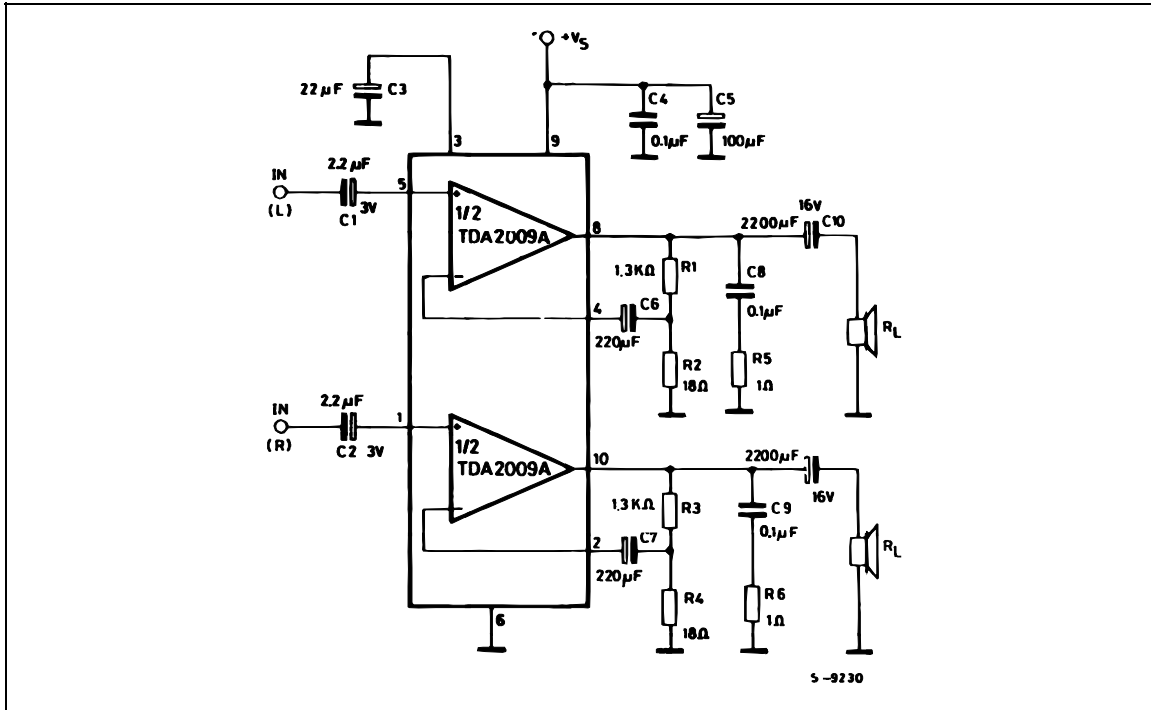 +Vs
22µF
C3
C4
C5
0.1µF
100µF
3
9
2.2µF
IN
(L)
C1
3V
5
1/2
TDA2009A
8
16V
2200µF
C10
1.3KΩ
R1
C8
0.1µF
4
C6
220µF
R2
18Ω
R5
1Ω
RL
2.2µF
IN
(R)
C2
3V
1
1/2
TDA2009A
10
2200µF
16V
1.3KΩ
R3
C9
0.1µF
2
C7
220µF
R4
18Ω
R6
1Ω
RL
6
S-9230